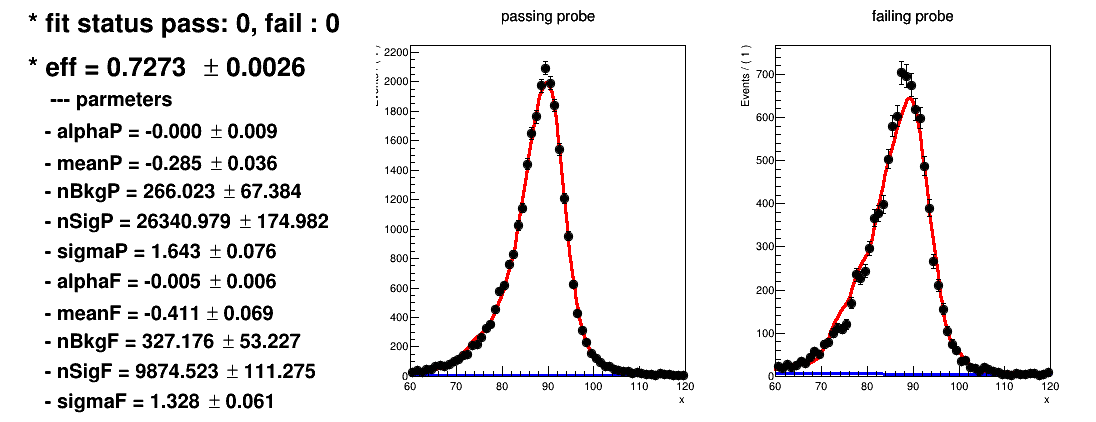 * fit status pass: 0, fail : 0
* eff = 0.7273 ± 0.0026
--- parmeters
- alphaP = -0.000 ± 0.009
- meanP = -0.285 ± 0.036
- nBkgP = 266.023 ± 67.384
- nSigP = 26340.979 ± 174.982
- sigmaP = 1.643 ± 0.076
- alphaF = -0.005 ± 0.006
- meanF = -0.411 ± 0.069
- nBkgF = 327.176 ± 53.227
- nSigF = 9874.523 ± 111.275
- sigmaF = 1.328 ± 0.061
passing probe
2200
2000
1800
1600
1400
1200
1000
800
600
400
200
0
60 70 80 90 100 110 120
x
failing probe
Events / ( 1 )
700
600
500
400
300
200
100
0
60 70 80 90 100 110 120
x